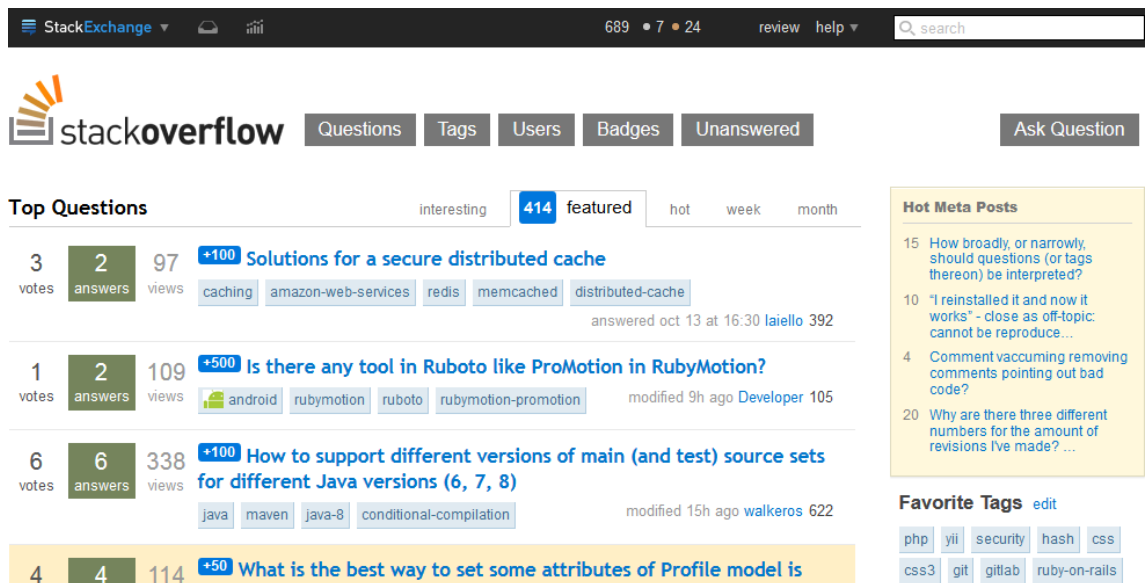 StackExchange 689 7 24 review help search
stackoverflow Questions Tags Users Badges Unanswered Ask Question
Top Questions interesting 414 featured hot week month
3 votes 2 answers 97 views
+100 Solutions for a secure distributed cache
caching amazon-web-services redis memcached distributed-cache
answered oct 13 at 16:30 laiello 392
1 votes 2 answers 109 views
+500 Is there any tool in Ruboto like ProMotion in RubyMotion?
android rubymotion ruboto rubymotion-promotion
modified 9h ago Developer 105
6 votes 6 answers 338 views
+100 How to support different versions of main (and test) source sets
for different Java versions (6, 7, 8)
java maven java-8 conditional-compilation
modified 15h ago walkeros 622
4 4 114
+50 What is the best way to set some attributes of Profile model is
Hot Meta Posts
15 How broadly, or narrowly,
should questions (or tags
thereon) be interpreted?
10 “I reinstalled it and now it
works” - close as off-topic:
cannot be reproduce…
4 Comment vaccuming removing
comments pointing out bad
code?
20 Why are there three different
numbers for the amount of
revisions I've made? …
Favorite Tags edit
php yii security hash css
css3 git gitlab ruby-on-rails